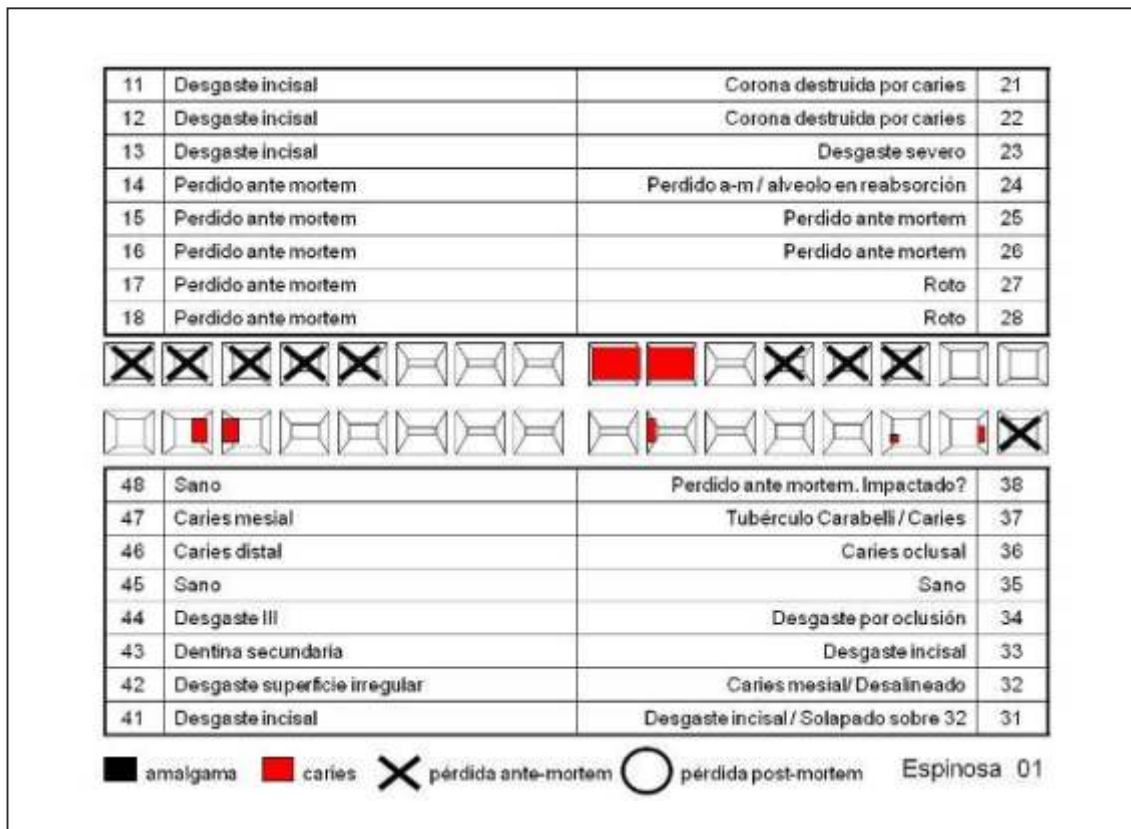 11 Desgaste incisal Corona destruida por caries 21
12 Desgaste incisal Corona destruida por caries 22
13 Desgaste incisal Desgaste severo 23
14 Perdido ante mortem Perdido a-m / alveolo en reabsorción 24
15 Perdido ante mortem Perdido ante mortem 25
16 Perdido ante mortem Perdido ante mortem 26
17 Perdido ante mortem Roto 27
18 Perdido ante mortem Roto 28
48 Sano Perdido ante mortem. Impactado? 38
47 Caries mesial Tubérculo Carabelli / Caries 37
46 Caries distal Caries oclusal 36
45 Sano Sano 35
44 Desgaste III Desgaste por oclusión 34
43 Dentina secundaria Desgaste incisal 33
42 Desgaste superficie irregular Caries mesial/ Desalineado 32
41 Desgaste incisal Desgaste incisal / Solapado sobre 32 31
amalgama caries pérdida ante-mortem pérdida post-mortem Espinosa 01